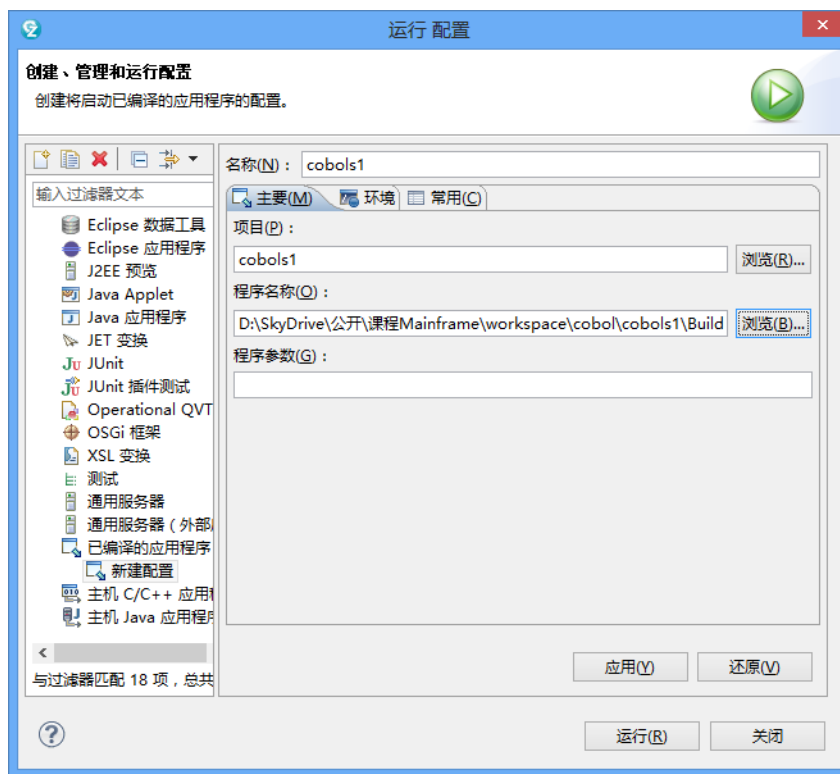 运行 配置
创建、管理和运行配置
创建将启动已编译的应用程序的配置。
输入过滤器文本
Eclipse 数据工具
Eclipse 应用程序
J2EE 预览
Java Applet
Java 应用程序
JET 变换
JUnit
JUnit 插件测试
Operational QVT
OSGi 框架
XSL 变换
测试
通用服务器
通用服务器（外部
已编译的应用程序
新建配置
主机 C/C++ 应用
主机 Java 应用程序
与过滤器匹配 18 项，总共
名称(N)： cobols1
主要(M) 环境 常用(C)
项目(P)：
cobols1 浏览(R)...
程序名称(O)：
D:\SkyDrive\公开\课程Mainframe\workspace\cobol\cobols1\Build 浏览(B)...
程序参数(G)：
应用(Y) 还原(V)
运行(R) 关闭